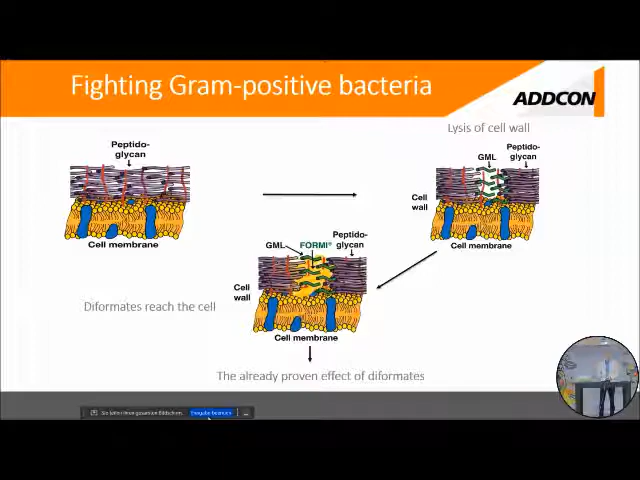 Fighting Gram-positive bacteria
ADDCON
Lysis of cell wall
Peptido-
glycan
Cell membrane
GML
Peptido-
glycan
Cell
wall
Cell membrane
GML
FORMI®
Peptido-
glycan
Cell
wall
Cell membrane
Diformates reach the cell
The already proven effect of diformates